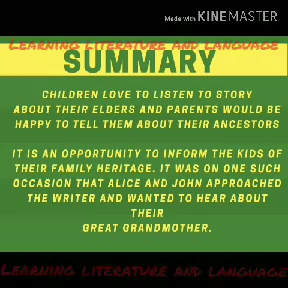 Made with KINEMASTER
Learning literature and language
SUMMARY
CHILDREN LOVE TO LISTEN TO STORY
ABOUT THEIR ELDERS AND PARENTS WOULD BE
HAPPY TO TELL THEM ABOUT THEIR ANCESTORS
IT IS AN OPPORTUNITY TO INFORM THE KIDS OF
THEIR FAMILY HERITAGE. IT WAS ON ONE SUCH
OCCASION THAT ALICE AND JOHN APPROACHED
THE WRITER AND WANTED TO HEAR ABOUT
THEIR
GREAT GRANDMOTHER.
Learning literature and language